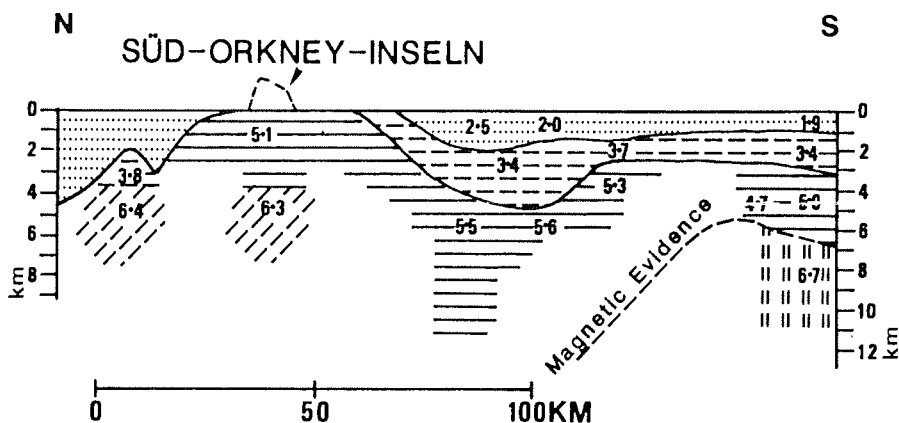 N S
SÜD-ORKNEY-INSELN
0 0
5·1 2·5 2·0 1·9
2 3·4 3·7 3·4 2
3·8 5·3
4 4
6·4 6·3 4·7 — 5·0
6 5·5 5·6 6
8 6·7 8
km
Magnetic Evidence
10
12
km
0 50 100KM